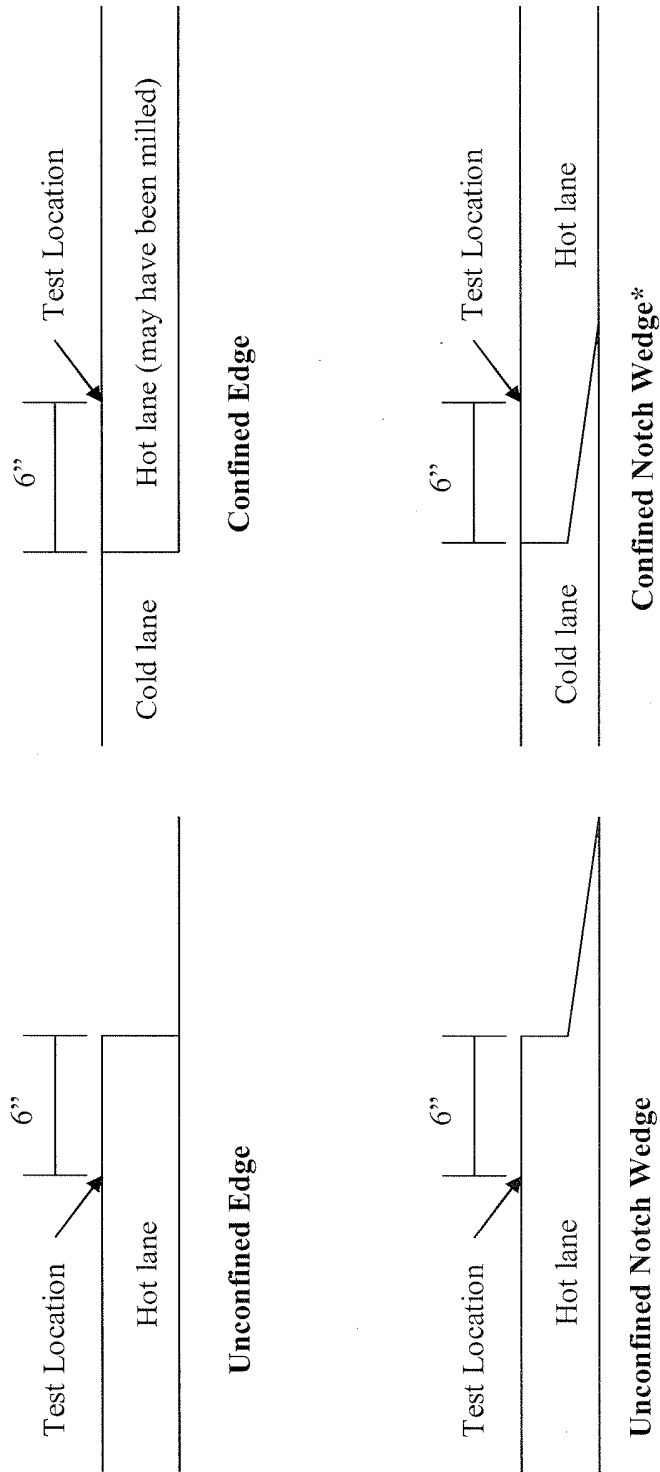 6”
Test Location
Hot lane
Unconfined Edge
6”
Test Location
Cold lane
Hot lane (may have been milled)
Confined Edge
6”
Test Location
Hot lane
Unconfined Notch Wedge
6”
Test Location
Cold lane
Hot lane
Confined Notch Wedge*